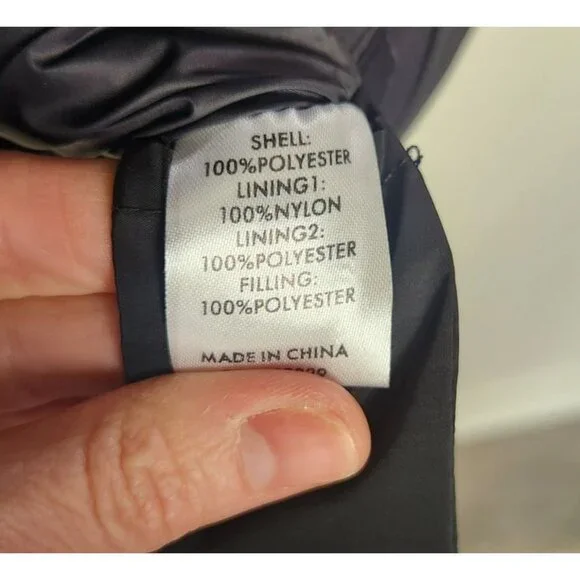 SHELL:
100%POLYESTER
LINING1:
100%NYLON
LINING2:
100%POLYESTER
FILLING:
100%POLYESTER
MADE IN CHINA